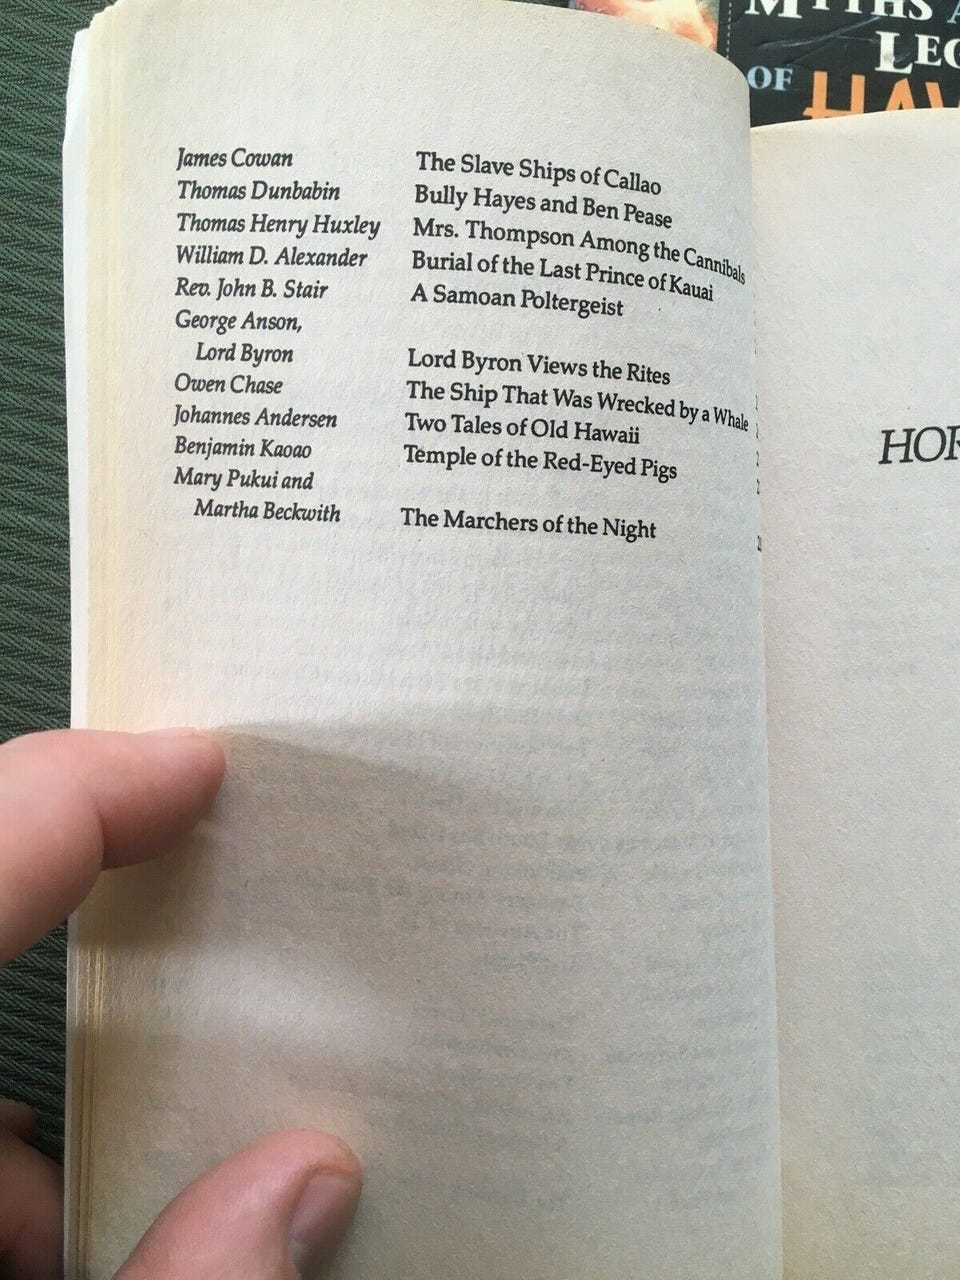 MYTHS
OF
James Cowan The Slave Ships of Callao
Thomas Dunbabin Bully Hayes and Ben Pease
Thomas Henry Huxley Mrs. Thompson Among the Cannibals
William D. Alexander Burial of the Last Prince of Kauai
Rev. John B. Stair A Samoan Poltergeist
George Anson,
Lord Byron Lord Byron Views the Rites
Owen Chase The Ship That Was Wrecked by a Whale
Johannes Andersen Two Tales of Old Hawaii
Benjamin Kaoao Temple of the Red-Eyed Pigs
Mary Pukui and
Martha Beckwith The Marchers of the Night